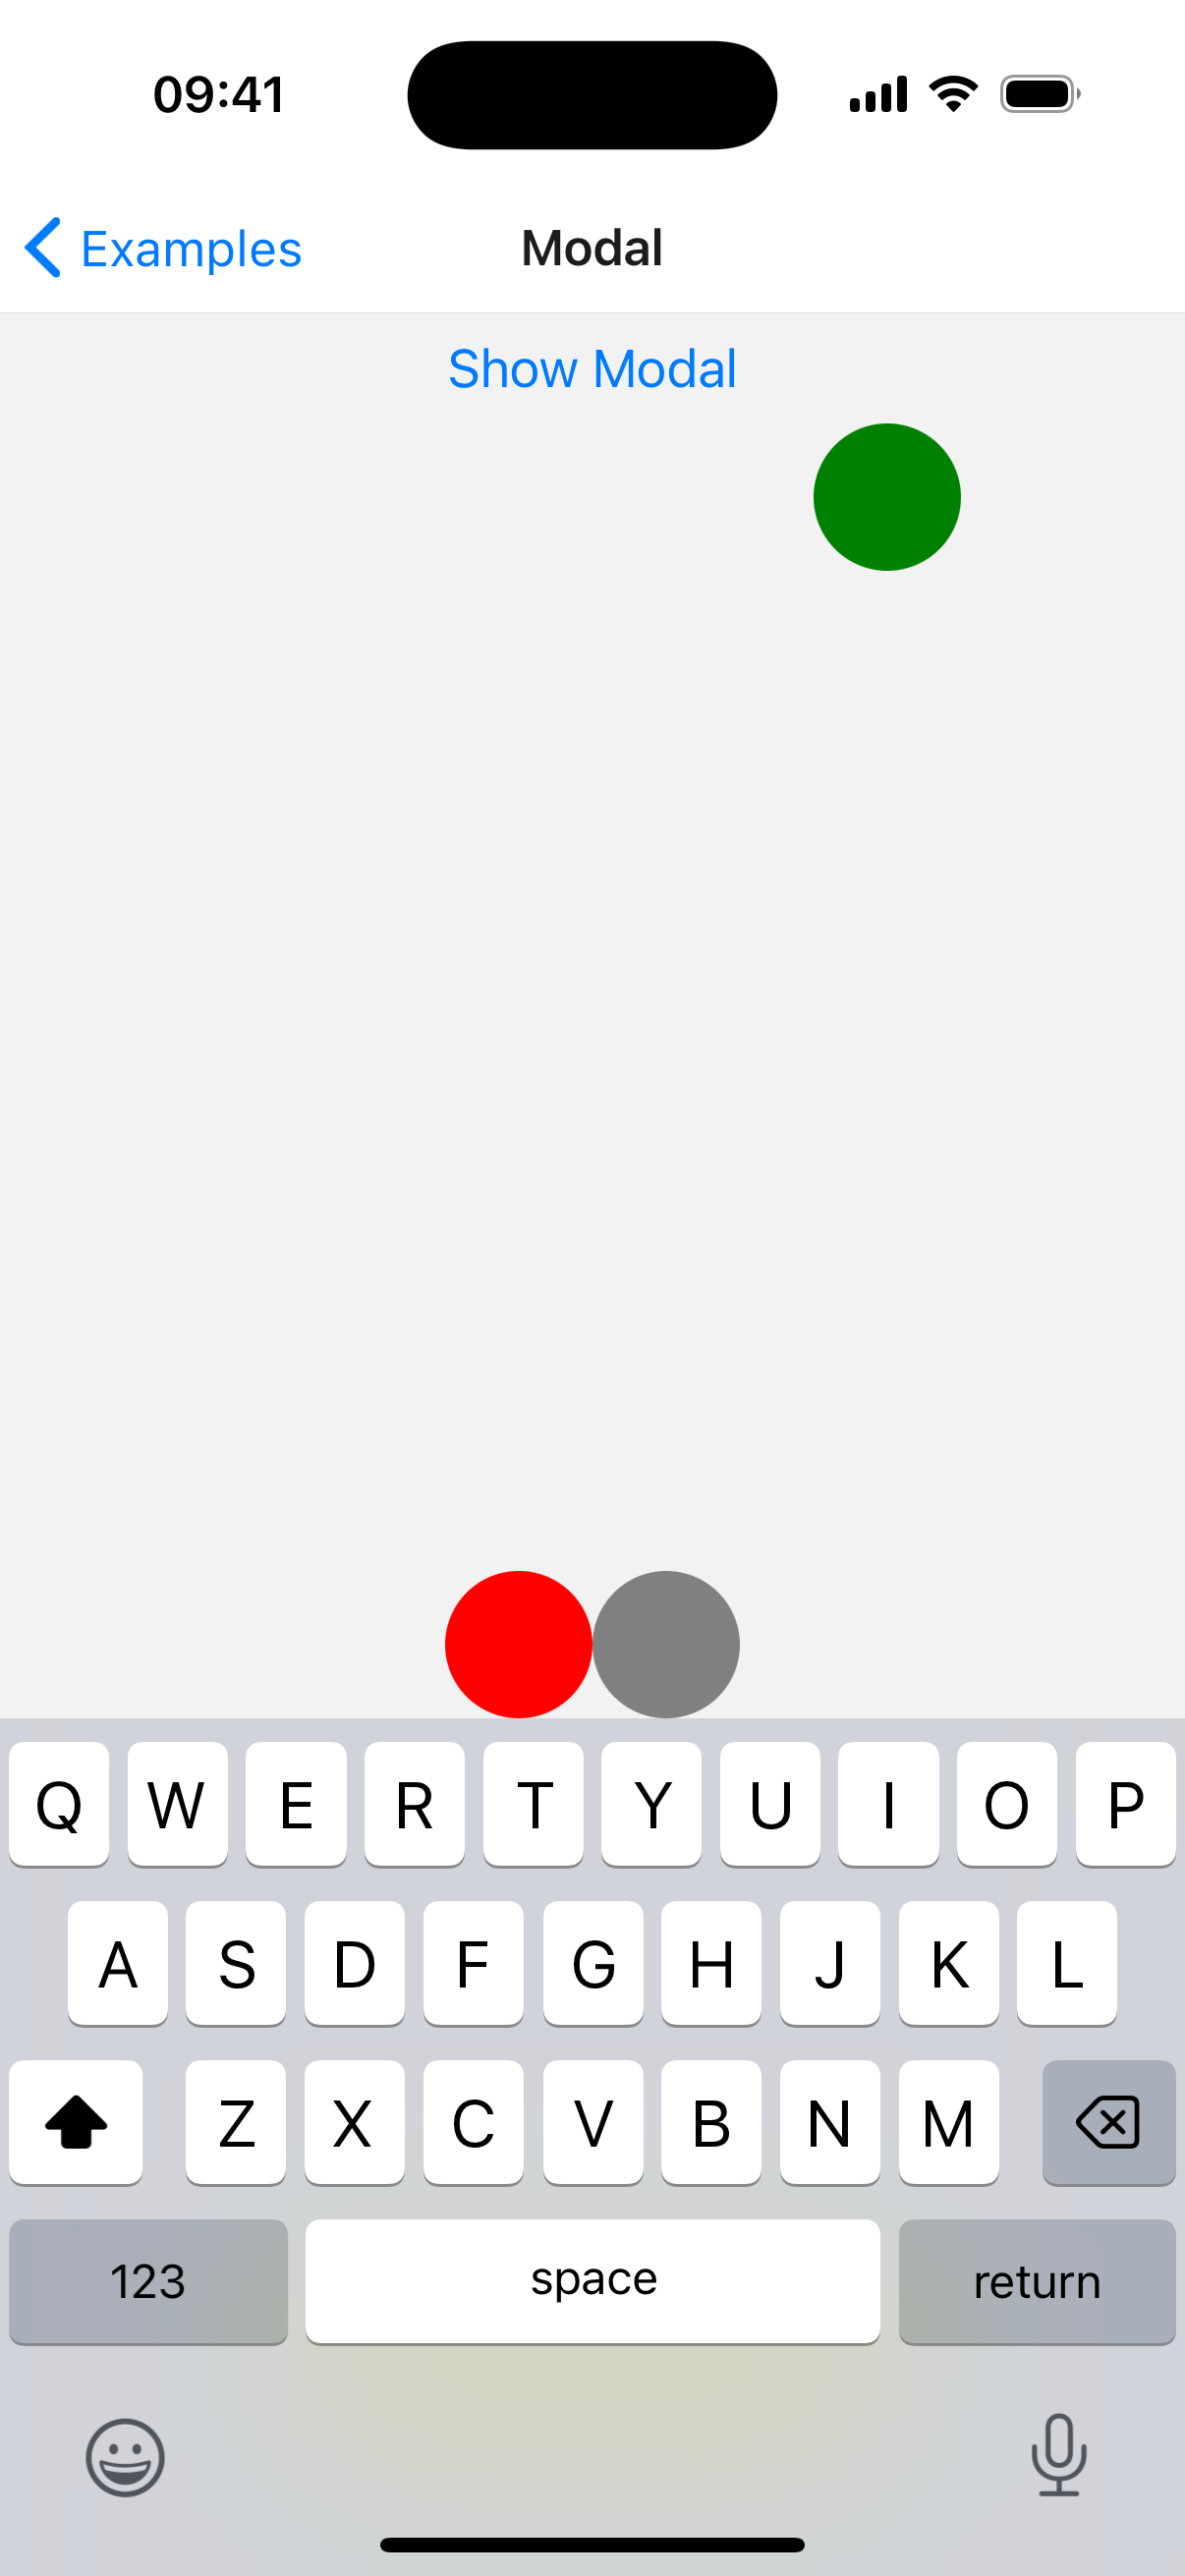 09:41
Examples
Modal
Show Modal
Q W E R T Y U I O P
A S D F G H J K L
Z X C V B N M
123 space return